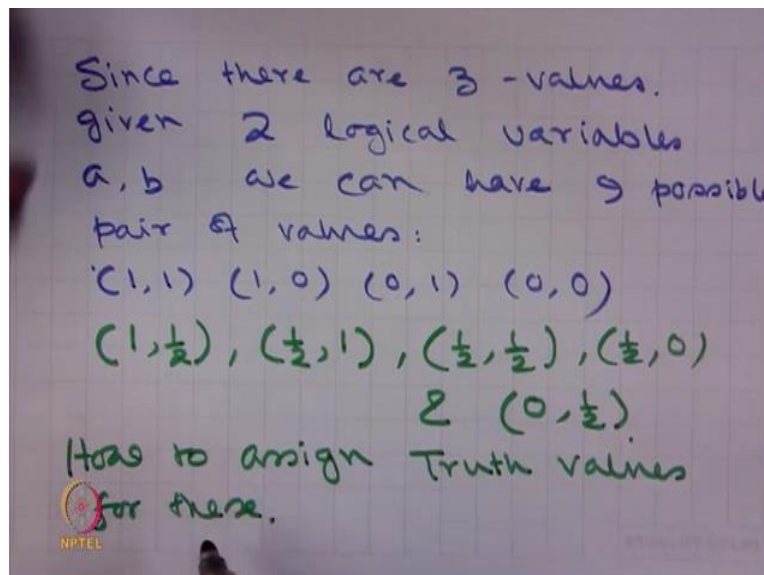 Since there are 3-values.
given 2 logical variables
a, b we can have 9 possible
pair of values:
(1,1) (1,0) (0,1) (0,0)
(1,½), (½,1), (½,½), (½,0)
& (0,½)
How to assign Truth values
for these.
NPTEL